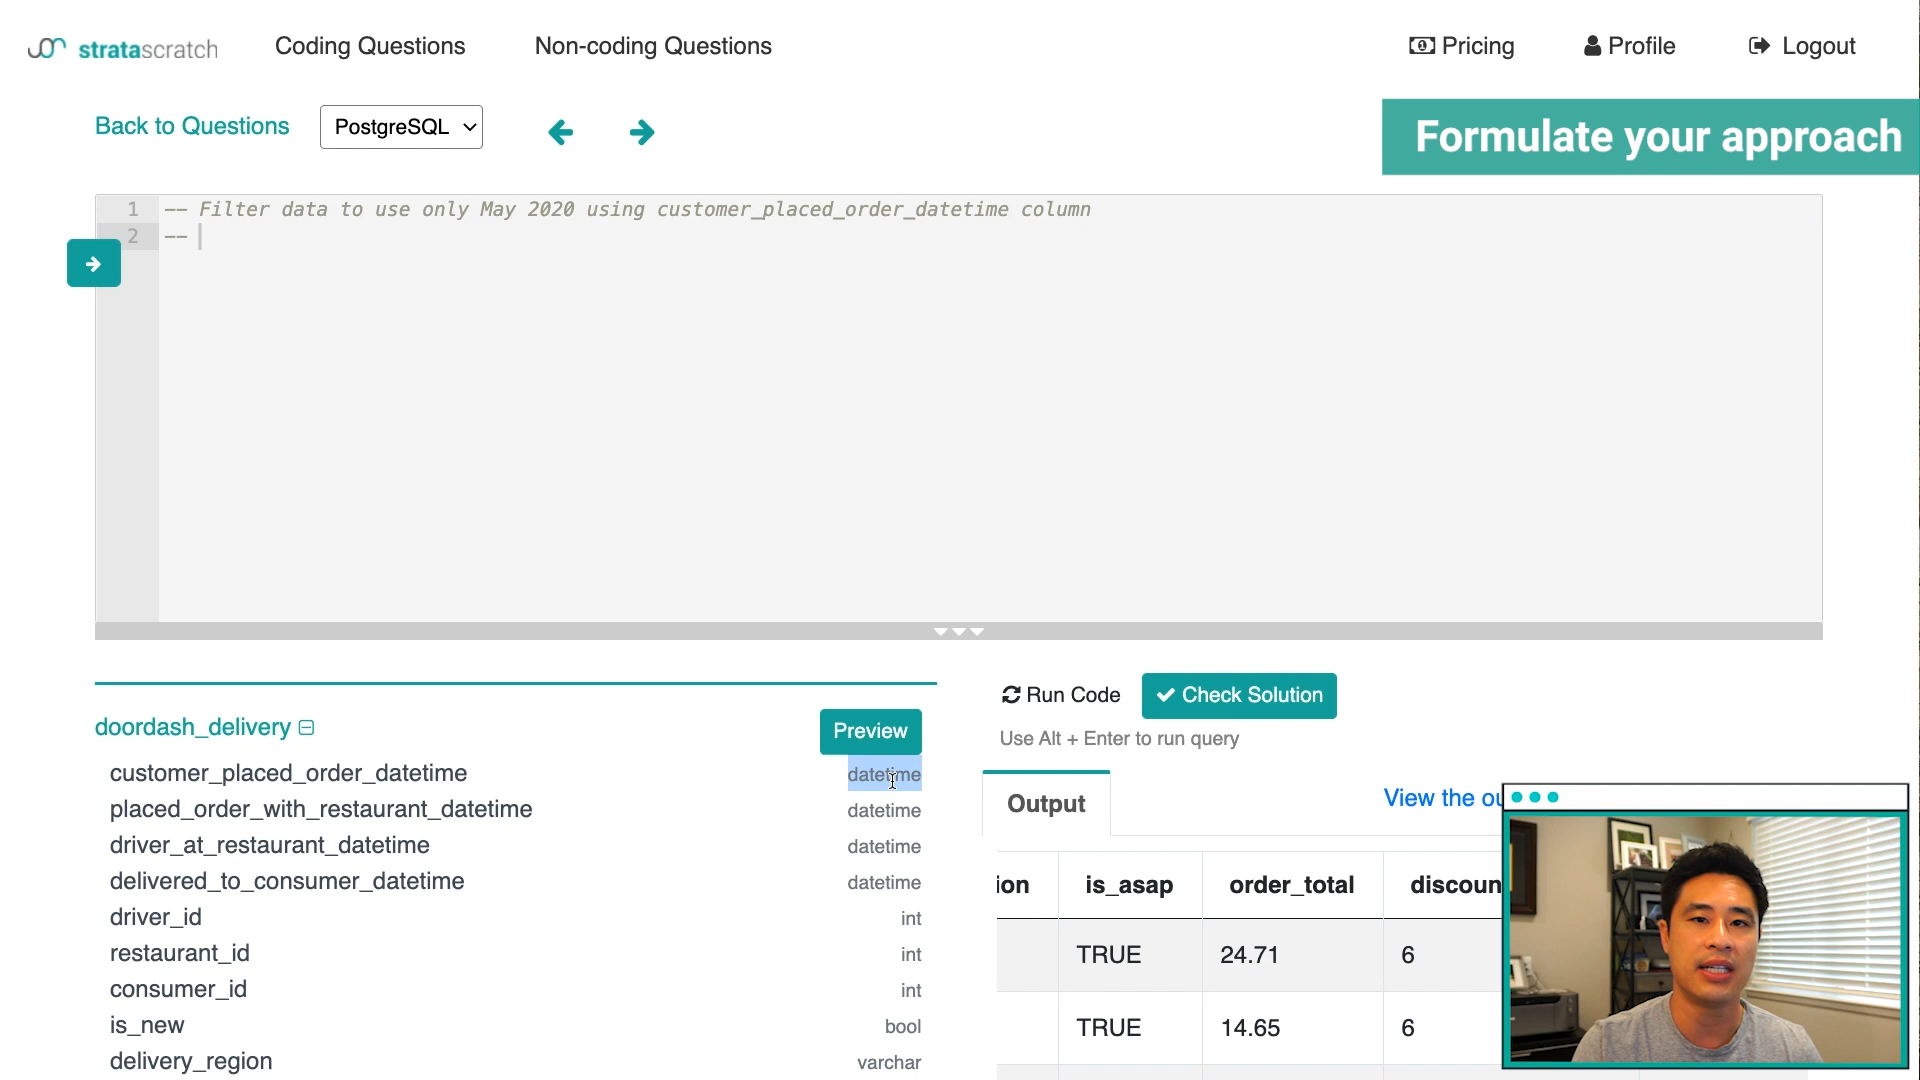 stratascratch
Coding Questions
Non-coding Questions
Pricing
Profile
Logout
Back to Questions
PostgreSQL
Formulate your approach
1 -- Filter data to use only May 2020 using customer_placed_order_datetime column
2 --
doordash_delivery
Preview
customer_placed_order_datetime datetime
placed_order_with_restaurant_datetime datetime
driver_at_restaurant_datetime datetime
delivered_to_consumer_datetime datetime
driver_id int
restaurant_id int
consumer_id int
is_new bool
delivery_region varchar
Run Code
Check Solution
Use Alt + Enter to run query
Output
View the ou
ion is_asap order_total discoun
TRUE 24.71 6
TRUE 14.65 6